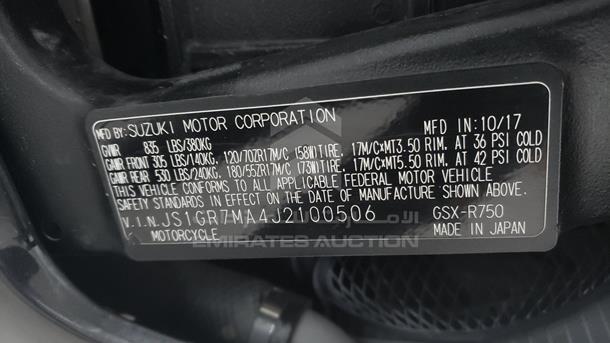 MFD BY: SUZUKI MOTOR CORPORATION MFD IN: 10/17
GVWR 835 LBS/380KG
GAWR FRONT 305 LBS/140KG, 120/70ZR17M/C (58W) TIRE, 17M/CXMT3.50 RIM. AT 36 PSI COLD
GAWR REAR 530 LBS/240KG, 180/55ZR17M/C (73W) TIRE, 17M/CXMT5.50 RIM. AT 42 PSI COLD
THIS VEHICLE CONFORMS TO ALL APPLICABLE FEDERAL MOTOR VEHICLE
SAFETY STANDARDS IN EFFECT ON THE DATE OF MANUFACTURE SHOWN ABOVE.
V.I.N. JS1GR7MA4J2100506 GSX-R750
MOTORCYCLE MADE IN JAPAN
EMIRATES AUCTION